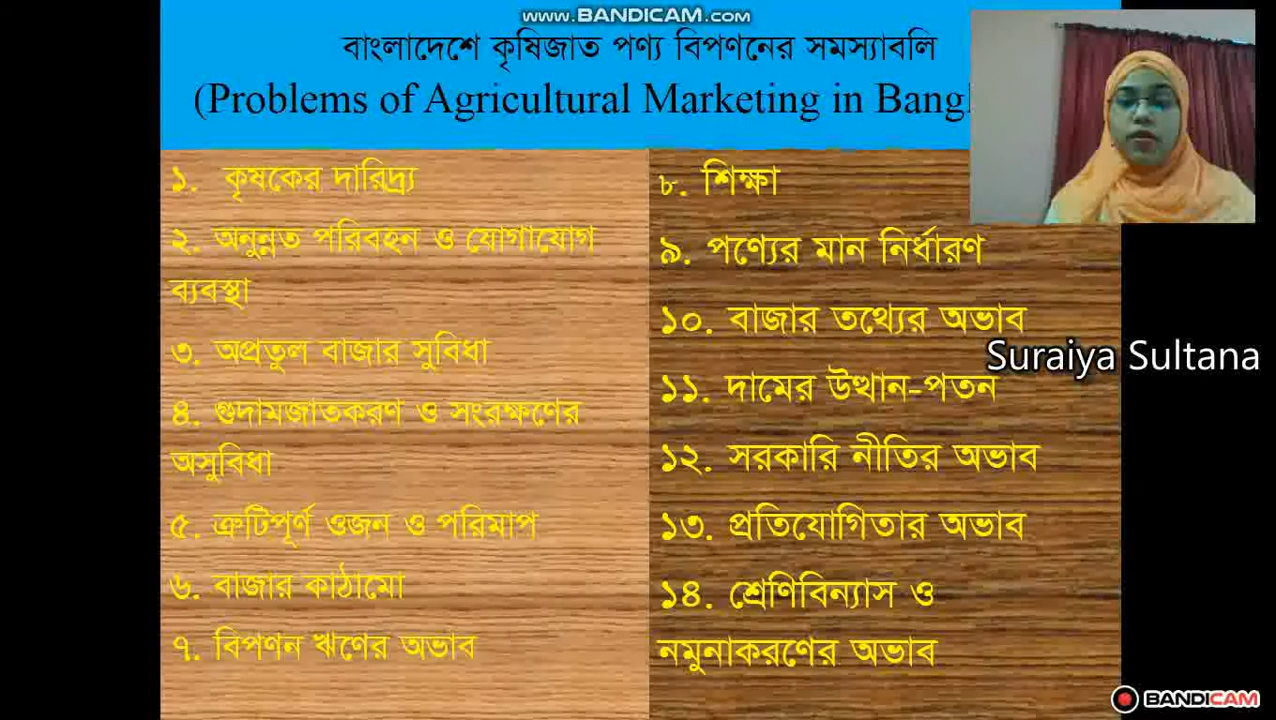 www.BANDICAM.com
বাংলাদেশে কৃষিজাত পণ্য বিপণনের সমস্যাবলি
(Problems of Agricultural Marketing in
১. কৃষকের দারিদ্র্য
২. অনুন্নত পরিবহন ও যোগাযোগ
ব্যবস্থা
৩. অপ্রতুল বাজার সুবিধা
৪. গুদামজাতকরণ ও সংরক্ষণের
অসুবিধা
৫. ত্রুটিপূর্ণ ওজন ও পরিমাপ
৬. বাজার কাঠামো
৭. বিপণন ঋণের অভাব
৮. শিক্ষা
৯. পণ্যের মান নির্ধারণ
১০. বাজার তথ্যের অভাব
১১. দামের উত্থান-পতন
১২. সরকারি নীতির অভাব
১৩. প্রতিযোগিতার অভাব
১৪. শ্রেণিবিন্যাস ও
নমুনাকরণের অভাব
Suraiya Sultana
BANDICAM